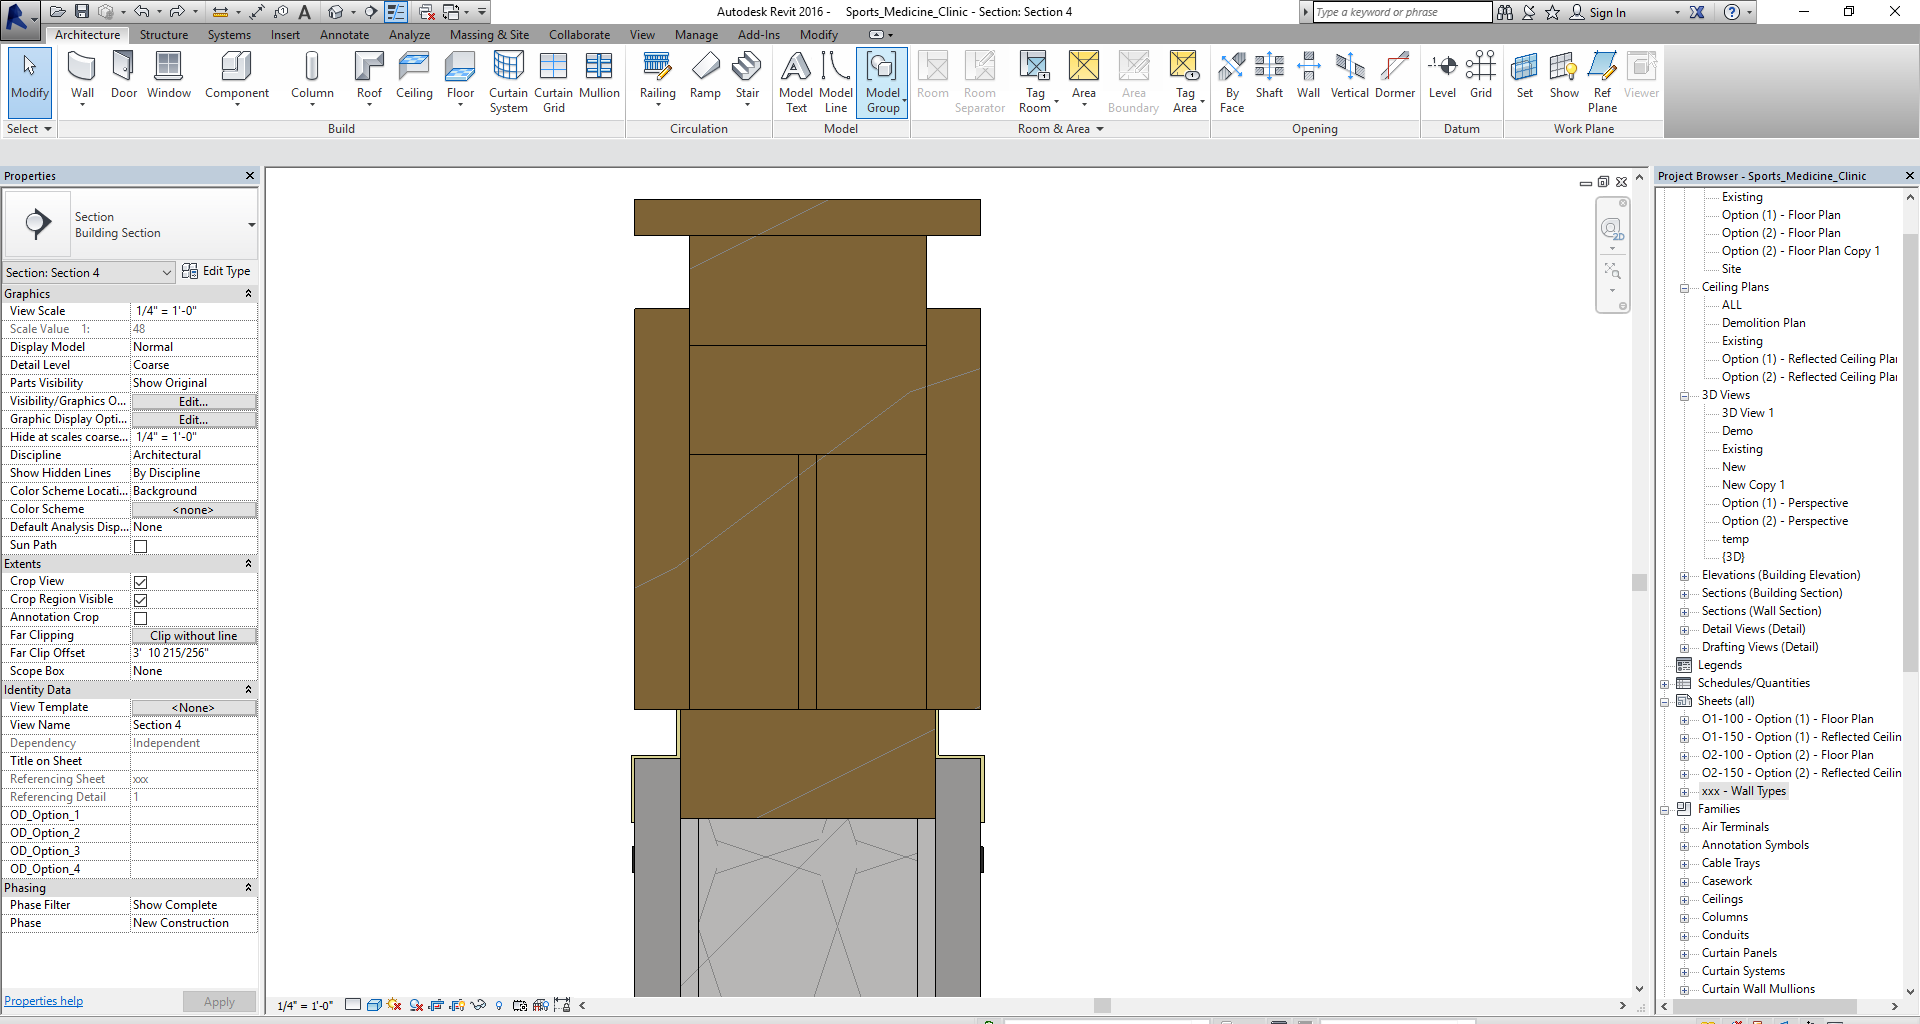 Autodesk Revit 2016 - Sports_Medicine_Clinic - Section: Section 4
Type a keyword or phrase
Sign In
Architecture Structure Systems Insert Annotate Analyze Massing & Site Collaborate View Manage Add-Ins Modify
Modify Wall Door Window Component Column Roof Ceiling Floor Curtain System Curtain Grid Mullion Railing Ramp Stair Model Text Model Line Model Group Room Room Separator Tag Room Area Area Boundary Tag Area By Face Shaft Wall Vertical Dormer Level Grid Set Show Ref Plane Viewer
Select Build Circulation Model Room & Area Opening Datum Work Plane
Properties
Section
Building Section
Section: Section 4 Edit Type
Graphics
View Scale 1/4" = 1'-0"
Scale Value 1: 48
Display Model Normal
Detail Level Coarse
Parts Visibility Show Original
Visibility/Graphics O... Edit...
Graphic Display Opti... Edit...
Hide at scales coarse... 1/4" = 1'-0"
Discipline Architectural
Show Hidden Lines By Discipline
Color Scheme Locati... Background
Color Scheme <none>
Default Analysis Disp... None
Sun Path
Extents
Crop View
Crop Region Visible
Annotation Crop
Far Clipping Clip without line
Far Clip Offset 3' 10 215/256"
Scope Box None
Identity Data
View Template <None>
View Name Section 4
Dependency Independent
Title on Sheet
Referencing Sheet xxx
Referencing Detail 1
OD_Option_1
OD_Option_2
OD_Option_3
OD_Option_4
Phasing
Phase Filter Show Complete
Phase New Construction
Properties help Apply
2D
1/4" = 1'-0"
Project Browser - Sports_Medicine_Clinic
Existing
Option (1) - Floor Plan
Option (2) - Floor Plan
Option (2) - Floor Plan Copy 1
Site
Ceiling Plans
ALL
Demolition Plan
Existing
Option (1) - Reflected Ceiling Pla
Option (2) - Reflected Ceiling Pla
3D Views
3D View 1
Demo
Existing
New
New Copy 1
Option (1) - Perspective
Option (2) - Perspective
temp
{3D}
Elevations (Building Elevation)
Sections (Building Section)
Sections (Wall Section)
Detail Views (Detail)
Drafting Views (Detail)
Legends
Schedules/Quantities
Sheets (all)
O1-100 - Option (1) - Floor Plan
O1-150 - Option (1) - Reflected Ceilin
O2-100 - Option (2) - Floor Plan
O2-150 - Option (2) - Reflected Ceilin
xxx - Wall Types
Families
Air Terminals
Annotation Symbols
Cable Trays
Casework
Ceilings
Columns
Conduits
Curtain Panels
Curtain Systems
Curtain Wall Mullions